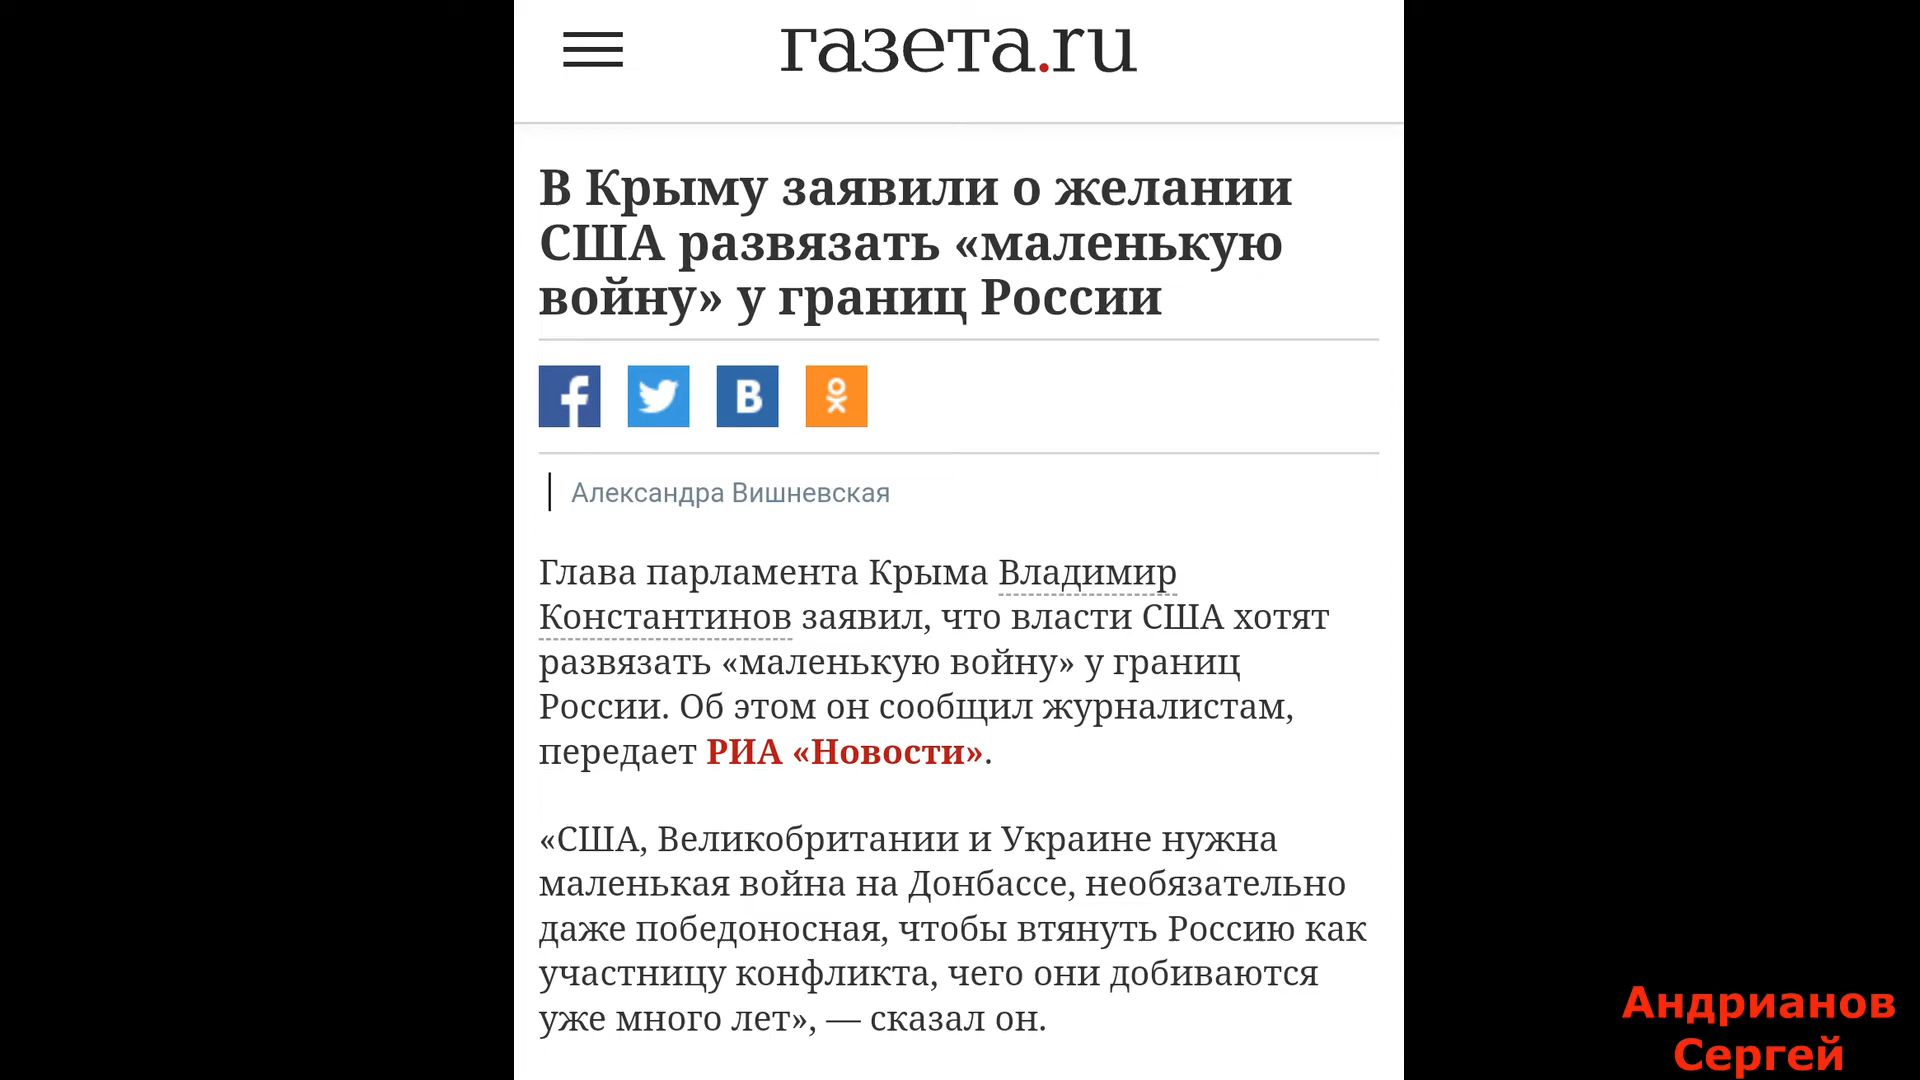 газета.ru
В Крыму заявили о желании
США развязать «маленькую
войну» у границ России
Александра Вишневская
Глава парламента Крыма Владимир
Константинов заявил, что власти США хотят
развязать «маленькую войну» у границ
России. Об этом он сообщил журналистам,
передает РИА «Новости».
«США, Великобритании и Украине нужна
маленькая война на Донбассе, необязательно
даже победоносная, чтобы втянуть Россию как
участницу конфликта, чего они добиваются
уже много лет», — сказал он.
Андрианов
Сергей